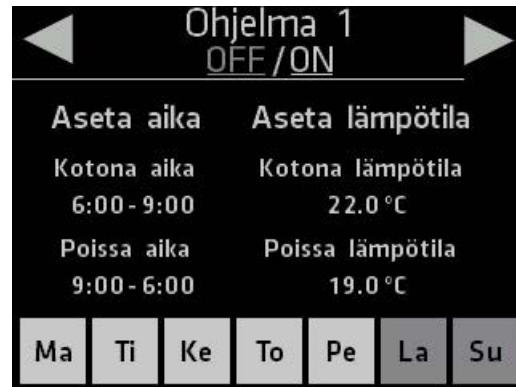 Ohjelma 1
OFF/ON
Aseta aika Aseta lämpötila
Kotona aika Kotona lämpötila
6:00-9:00 22.0°C
Poissa aika Poissa lämpötila
9:00-6:00 19.0°C
Ma Ti Ke To Pe La Su